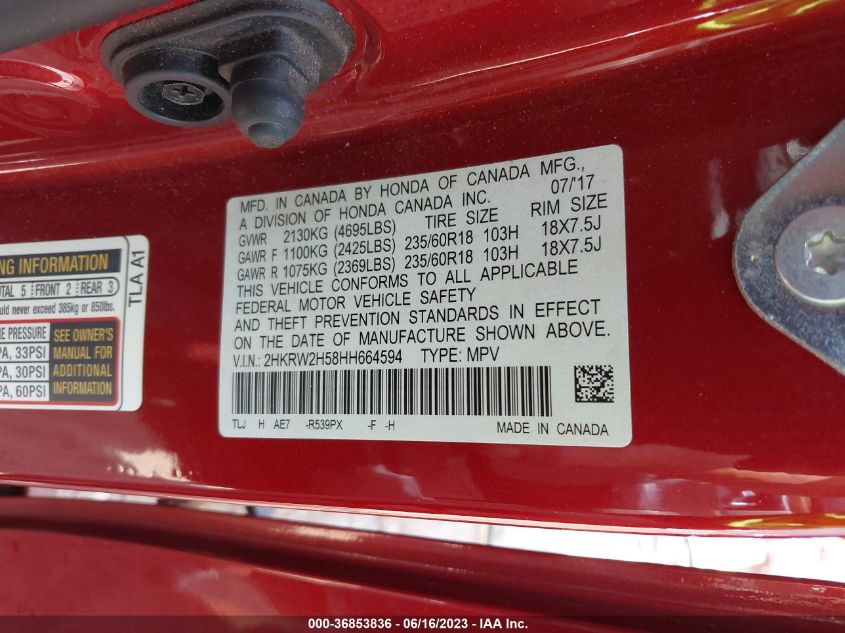 MFD. IN CANADA BY HONDA OF CANADA MFG.,
A DIVISION OF HONDA CANADA INC. 07/'17
GVWR 2130KG (4695LBS) TIRE SIZE RIM SIZE
GAWR F 1100KG (2425LBS) 235/60R18 103H 18X7.5J
GAWR R 1075KG (2369LBS) 235/60R18 103H 18X7.5J
THIS VEHICLE CONFORMS TO ALL APPLICABLE
FEDERAL MOTOR VEHICLE SAFETY
AND THEFT PREVENTION STANDARDS IN EFFECT
ON THE DATE OF MANUFACTURE SHOWN ABOVE.
V.I.N.: 2HKRW2H58HH664594 TYPE: MPV
TLJ H AE7 -R539PX -F -H
MADE IN CANADA
NG INFORMATION
TOTAL 5 FRONT 2 REAR 3
uld never exceed 385kg or 850lbs.
RE PRESSURE
PA, 33PSI
PA, 30PSI
PA, 60PSI
SEE OWNER'S
MANUAL FOR
ADDITIONAL
INFORMATION
TLA A1
000-36853836 - 06/16/2023 - IAA Inc.